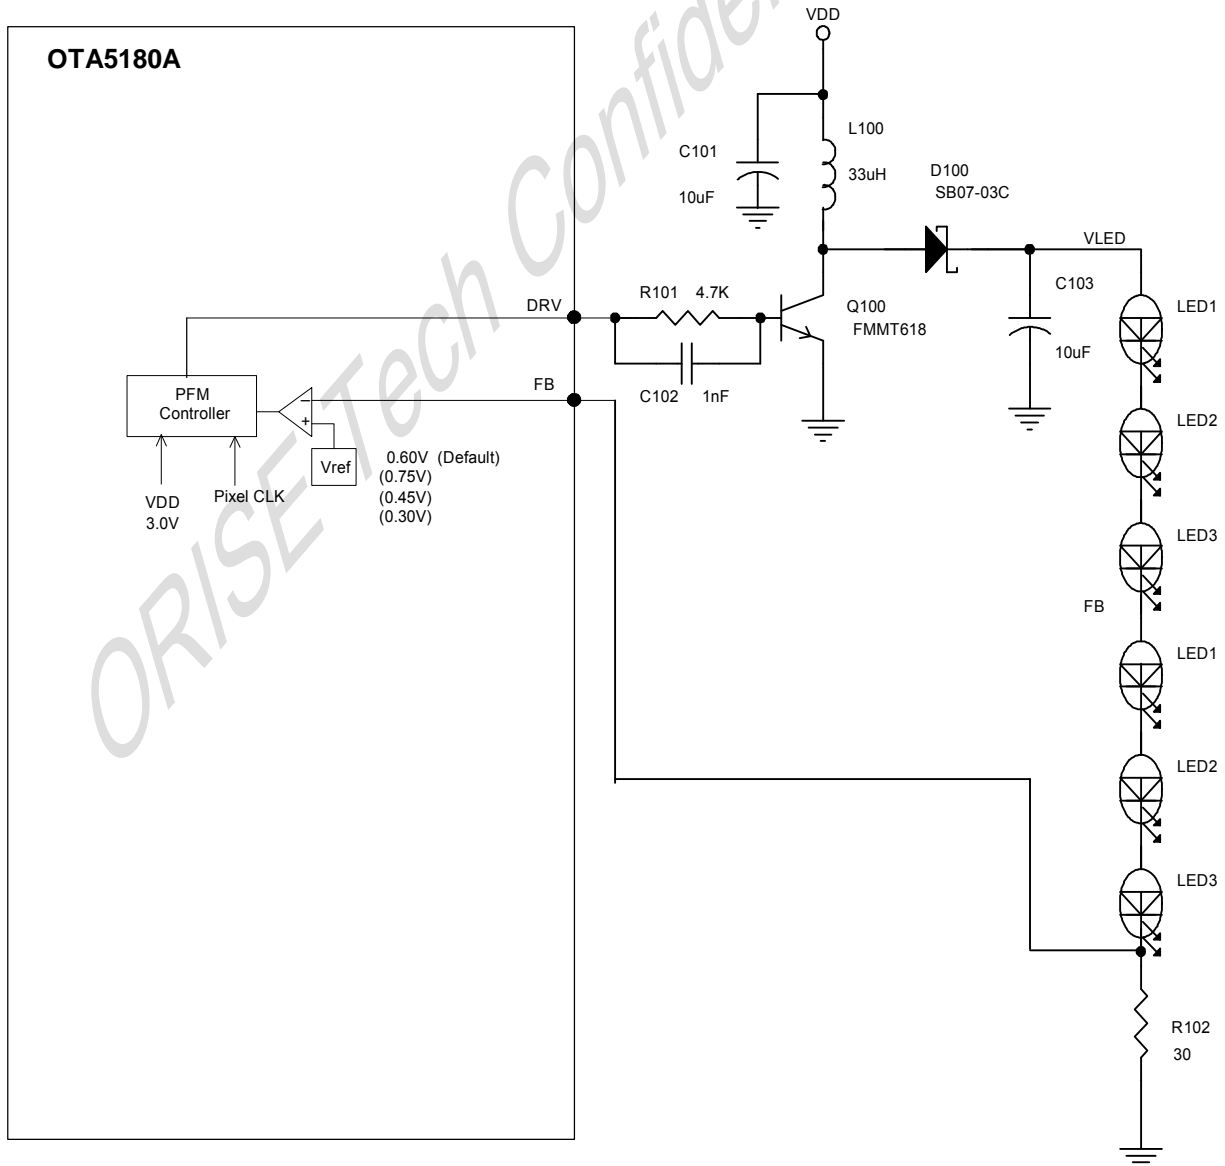 VDD
OTA5180A
ORISE Tech Confide
L100
33uH
C101
10uF
D100
SB07-03C
VLED
C103
10uF
LED1
DRV
R101 4.7K
Q100
FMMT618
FB
C102 1nF
LED2
PFM
Controller
Vref
0.60V (Default)
(0.75V)
(0.45V)
(0.30V)
VDD
3.0V
Pixel CLK
LED3
FB
LED1
LED2
LED3
R102
30